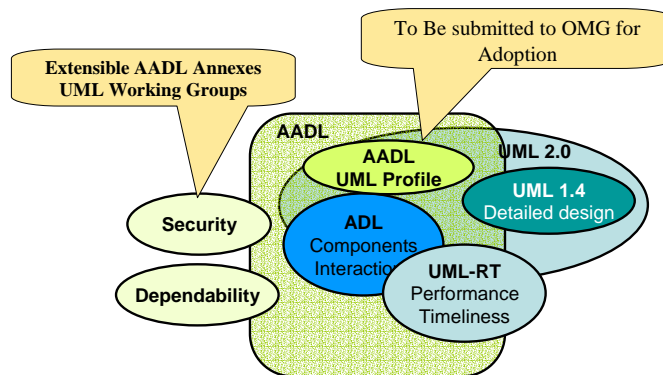 To Be submitted to OMG for
Adoption
Extensible AADL Annexes
UML Working Groups
AADL
UML 2.0
AADL
UML Profile
UML 1.4
Detailed design
Security
ADL
Components
Interaction
UML-RT
Performance
Timeliness
Dependability